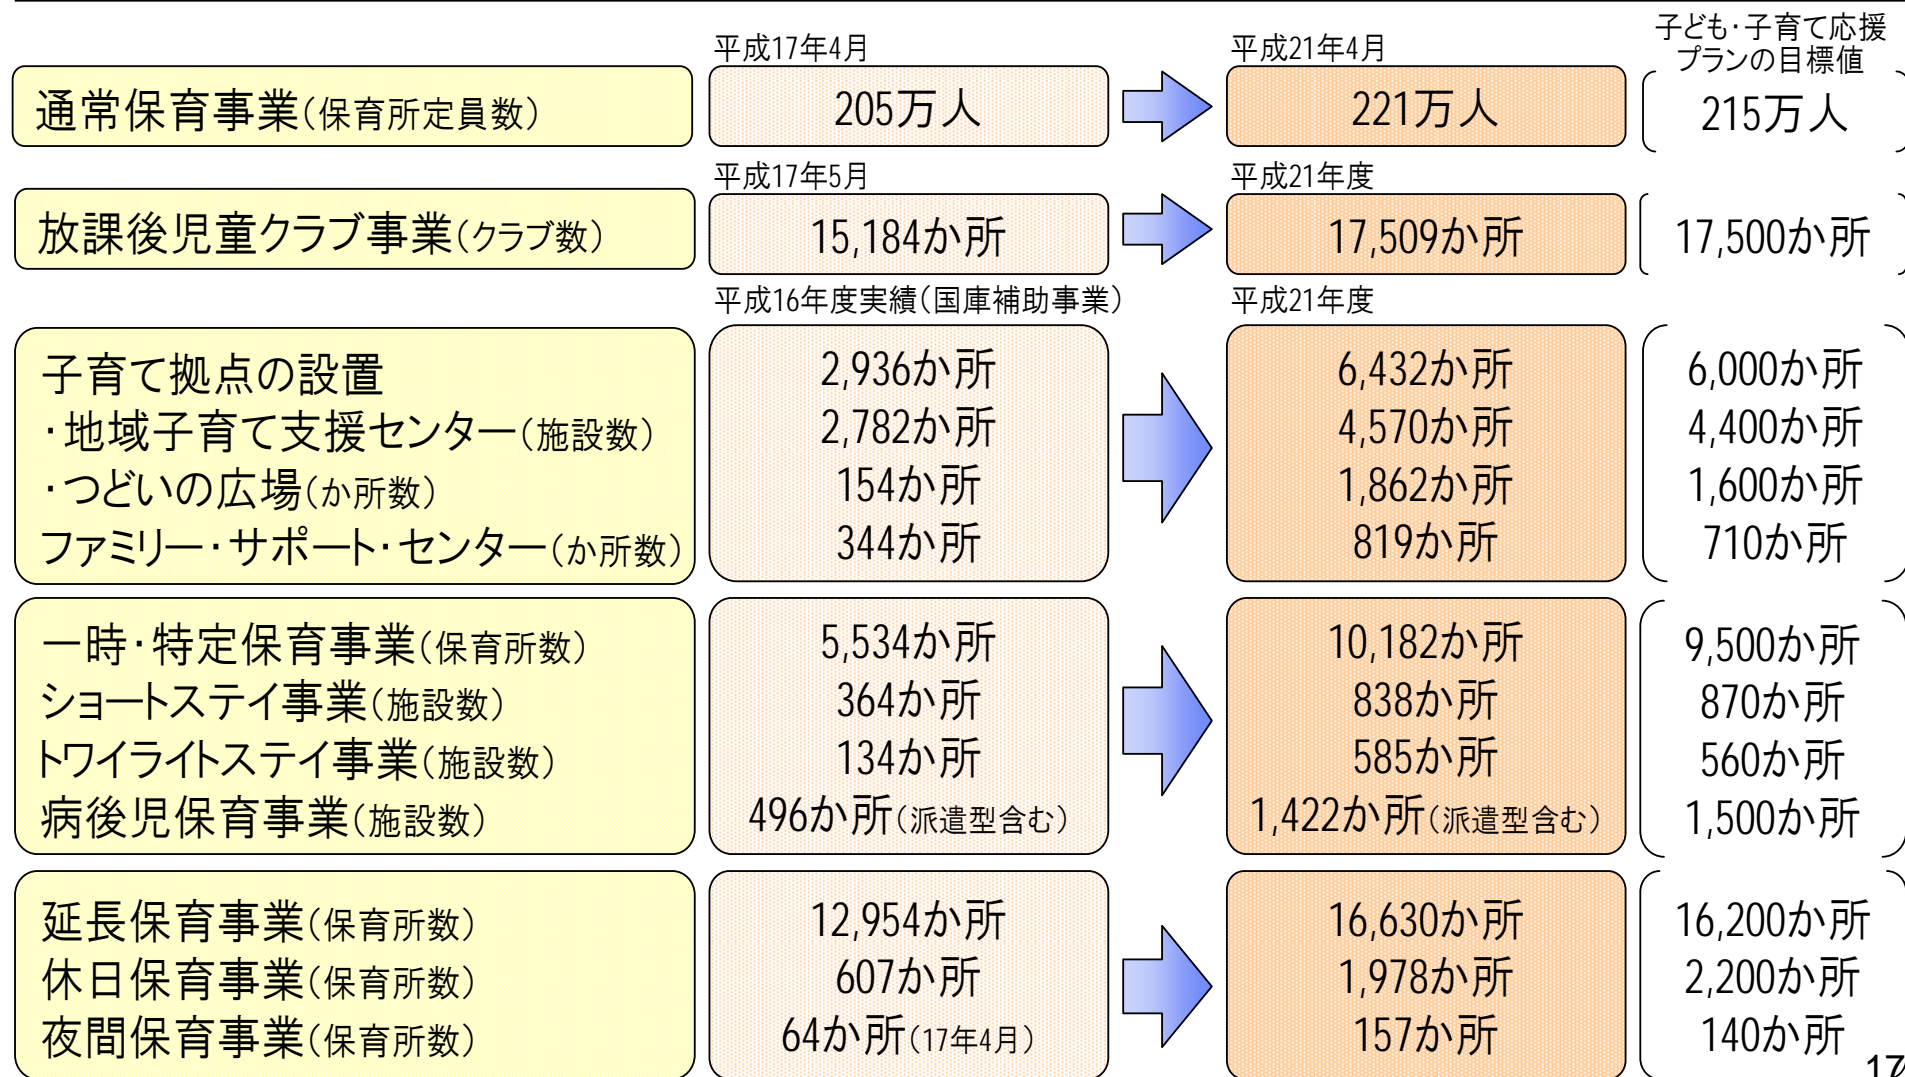 平成17年4月
平成21年4月
子ども・子育て応援
プランの目標値
通常保育事業(保育所定員数)
205万人
221万人
215万人
平成17年5月
平成21年度
放課後児童クラブ事業(クラブ数)
15,184か所
17,509か所
17,500か所
平成16年度実績(国庫補助事業)
平成21年度
子育て拠点の設置
2,936か所
6,432か所
6,000か所
・地域子育て支援センター(施設数)
2,782か所
4,570か所
4,400か所
・つどいの広場(か所数)
154か所
1,862か所
1,600か所
ファミリー・サポート・センター(か所数)
344か所
819か所
710か所
一時・特定保育事業(保育所数)
5,534か所
10,182か所
9,500か所
ショートステイ事業(施設数)
364か所
838か所
870か所
トワイライトステイ事業(施設数)
134か所
585か所
560か所
病後児保育事業(施設数)
496か所(派遣型含む)
1,422か所(派遣型含む)
1,500か所
延長保育事業(保育所数)
12,954か所
16,630か所
16,200か所
休日保育事業(保育所数)
607か所
1,978か所
2,200か所
夜間保育事業(保育所数)
64か所(17年4月)
157か所
140か所